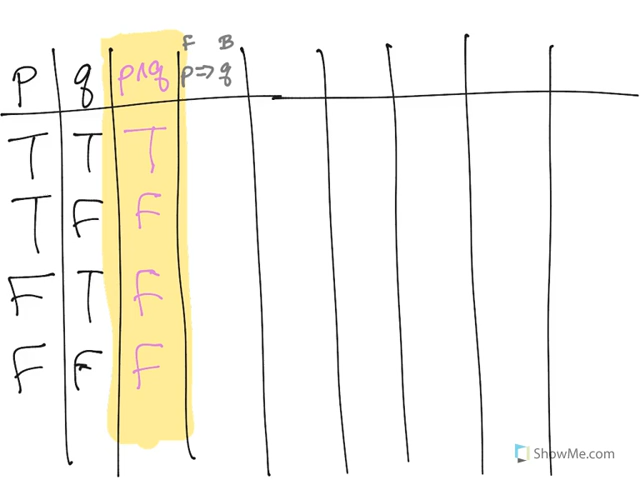 F B
p q p∧q p=>q
T T T
T F F
F T F
F F F
ShowMe.com